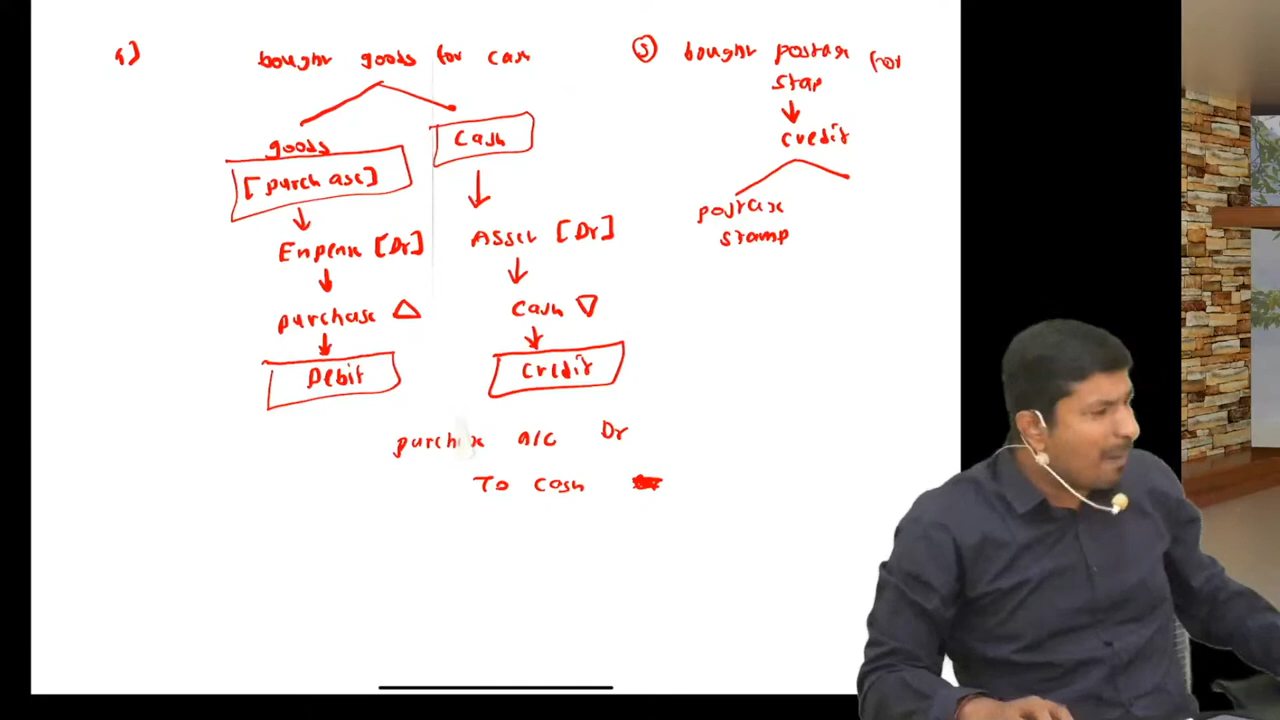 4)
bought goods for cash
goods
[purchase]
Expense [Dr]
purchase △
Debit
Cash
Asset [Dr]
Cash ▽
Credit
purchase a/c Dr
To cash
⑤ bought postage for
stap
credit
postage
stamp